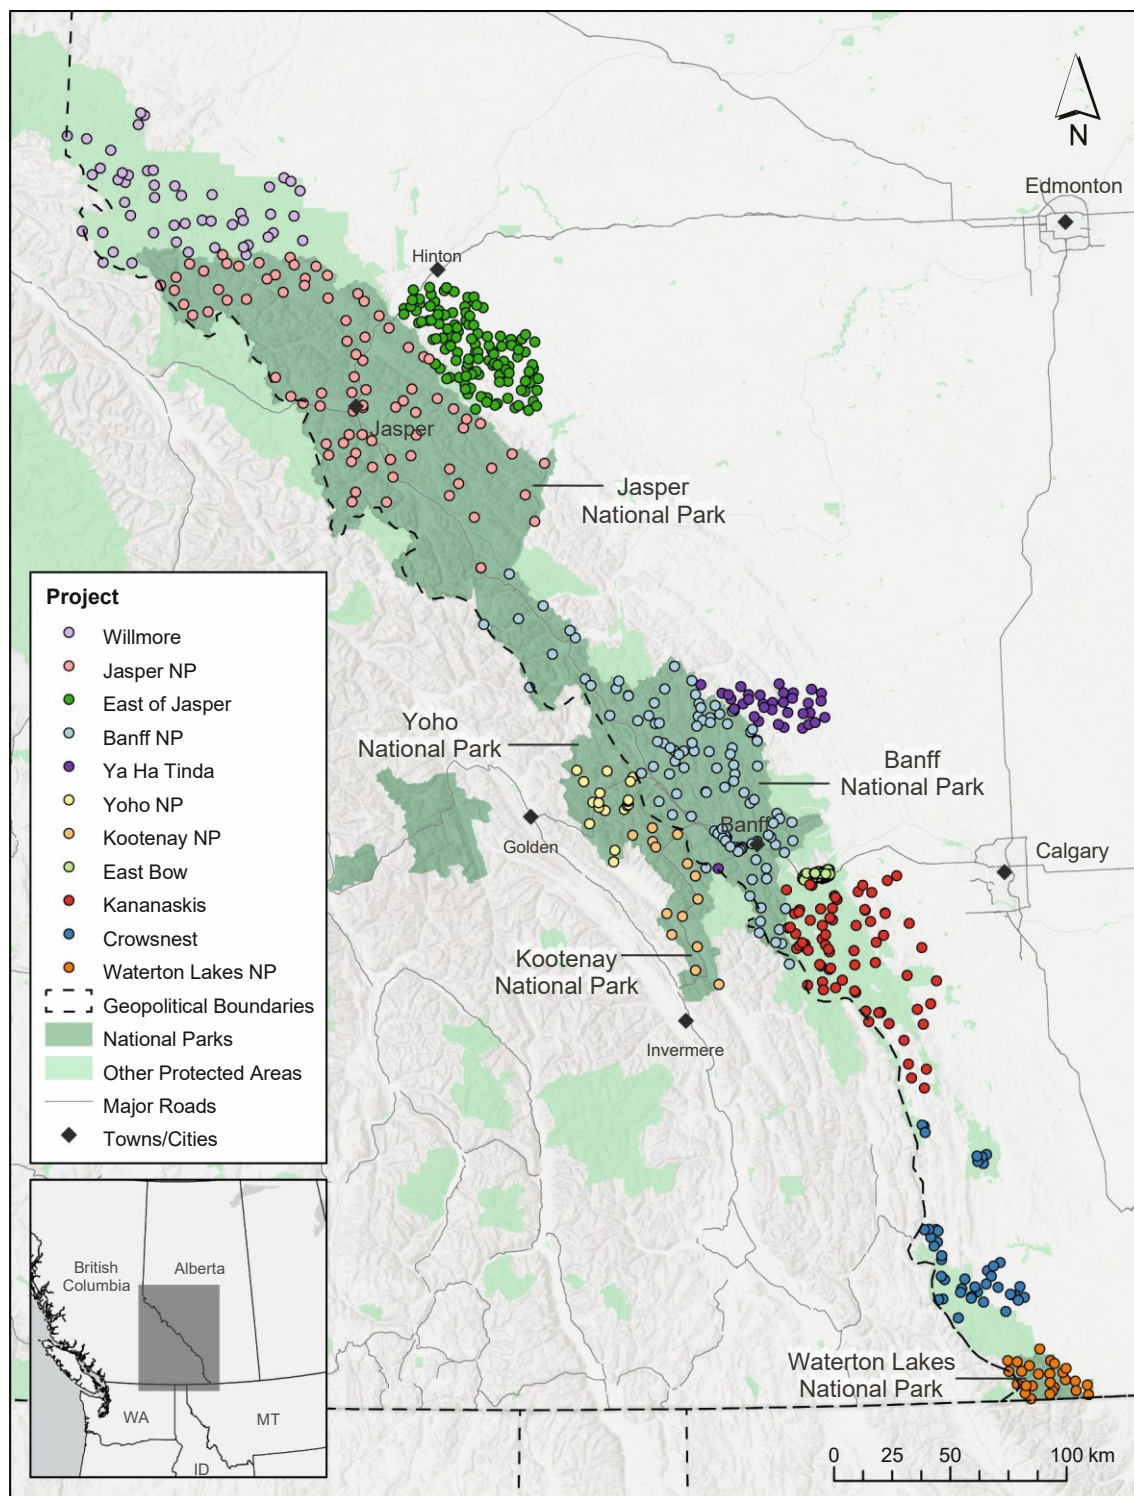 N
Edmonton
Hinton
Jasper
Jasper
National Park
Project
Willmore
Jasper NP
East of Jasper
Banff NP
Ya Ha Tinda
Yoho NP
Kootenay NP
East Bow
Kananaskis
Crowsnest
Waterton Lakes NP
Geopolitical Boundaries
National Parks
Other Protected Areas
Major Roads
Towns/Cities
Yoho
National Park
Banff
National Park
Banff
Golden
Calgary
Kootenay
National Park
Invermere
British
Columbia
Alberta
WA
MT
ID
Waterton Lakes
National Park
0 25 50 100 km